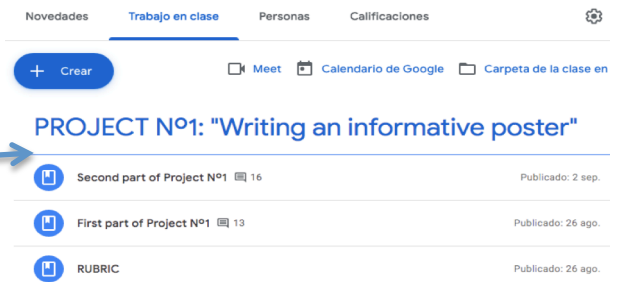 Novedades Trabajo en clase Personas Calificaciones
+ Crear Meet Calendario de Google Carpeta de la clase en
PROJECT Nº1: "Writing an informative poster"
Second part of Project Nº1 16 Publicado: 2 sep.
First part of Project Nº1 13 Publicado: 26 ago.
RUBRIC Publicado: 26 ago.